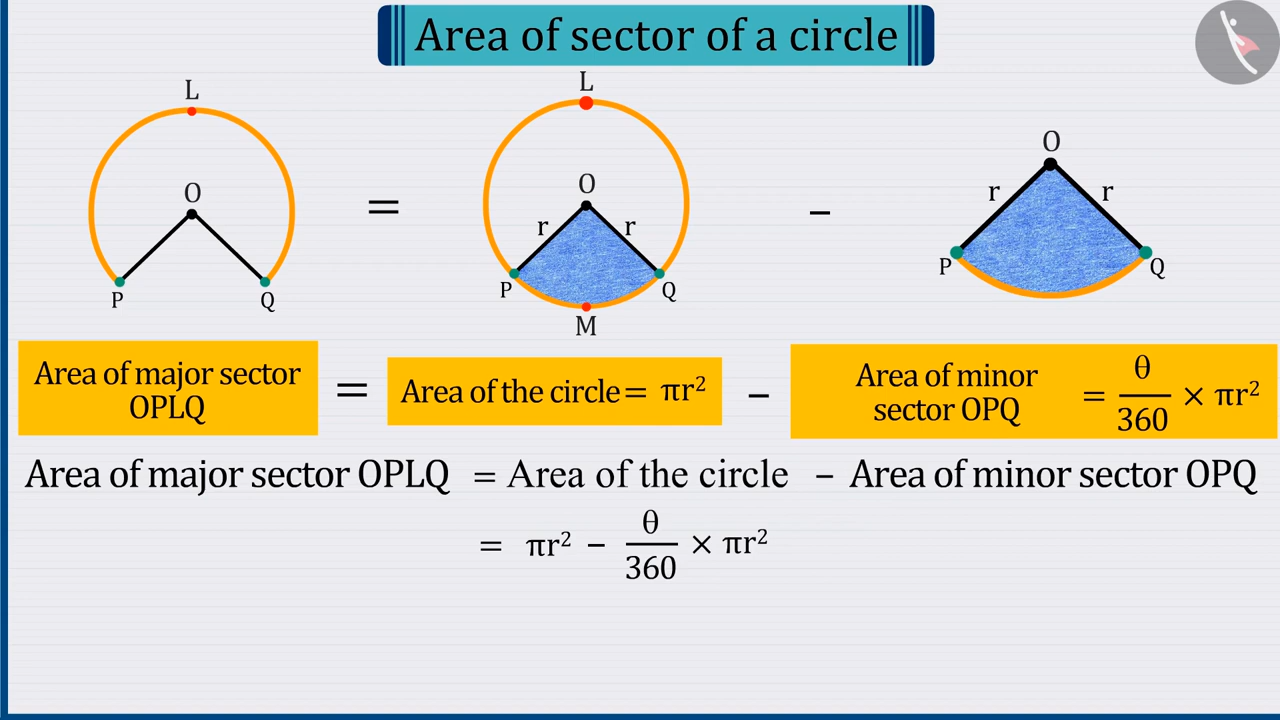 Area of sector of a circle
L
O
P
Q
=
L
O
r
r
P
Q
M
–
O
r
r
P
Q
Area of major sector
OPLQ
=
Area of the circle = πr²
–
Area of minor
sector OPQ
= θ/360 × πr²
Area of major sector OPLQ = Area of the circle – Area of minor sector OPQ
= πr² – θ/360 × πr²